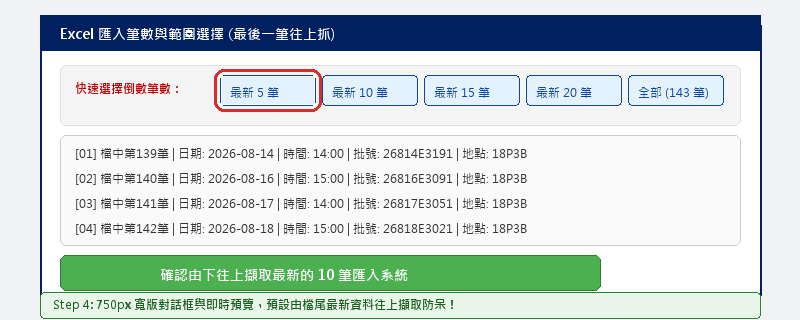 Excel 匯入筆數與範圍選擇 (最後一筆往上抓)
快速選擇倒數筆數：
最新 5 筆
最新 10 筆
最新 15 筆
最新 20 筆
全部 (143 筆)
[01] 檔中第139筆 | 日期: 2026-08-14 | 時間: 14:00 | 批號: 26814E3191 | 地點: 18P3B
[02] 檔中第140筆 | 日期: 2026-08-16 | 時間: 15:00 | 批號: 26816E3091 | 地點: 18P3B
[03] 檔中第141筆 | 日期: 2026-08-17 | 時間: 14:00 | 批號: 26817E3051 | 地點: 18P3B
[04] 檔中第142筆 | 日期: 2026-08-18 | 時間: 15:00 | 批號: 26818E3021 | 地點: 18P3B
確認由下往上擷取最新的 10 筆匯入系統
Step 4: 750px 寬版對話框與即時預覽，預設由檔尾最新資料往上擷取防呆！